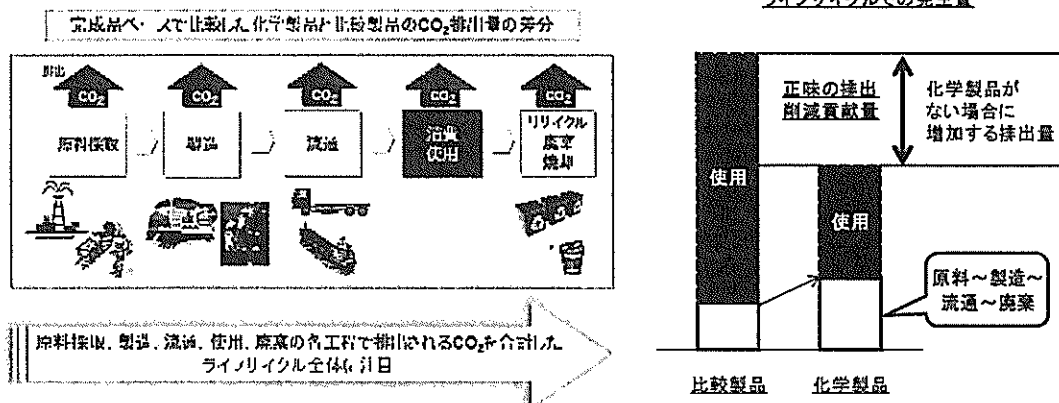 ライフサイクルでの発生量
完成品ベースで比較した化学製品と比較製品のCO₂排出量の差分
排出
CO₂
CO₂
CO₂
CO₂
CO₂
原料採取
製造
流通
消費
使用
リサイクル
廃棄
焼却
原料採取、製造、流通、使用、廃棄の各工程で排出されるCO₂を合計した
ライフサイクル全体
正味の排出
削減貢献量
化学製品が
ない場合に
増加する排出量
使用
使用
原料～製造～
流通～廃棄
比較製品
化学製品